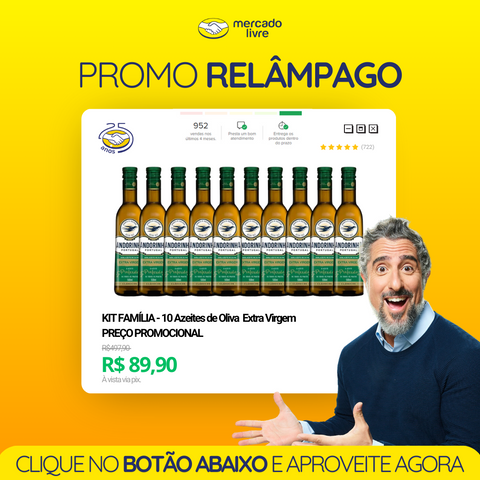 mercado
livre
PROMO RELÂMPAGO
25
anos
952
vendas nos
últimos 4 meses.
Presta um bom
atendimento
Entrega os
produtos dentro
do prazo
(722)
ANDORINHA
PORTUGAL
KIT FAMÍLIA - 10 Azeites de Oliva Extra Virgem
PREÇO PROMOCIONAL
R$497,90
R$ 89,90
À vista via pix.
CLIQUE NO BOTÃO ABAIXO E APROVEITE AGORA